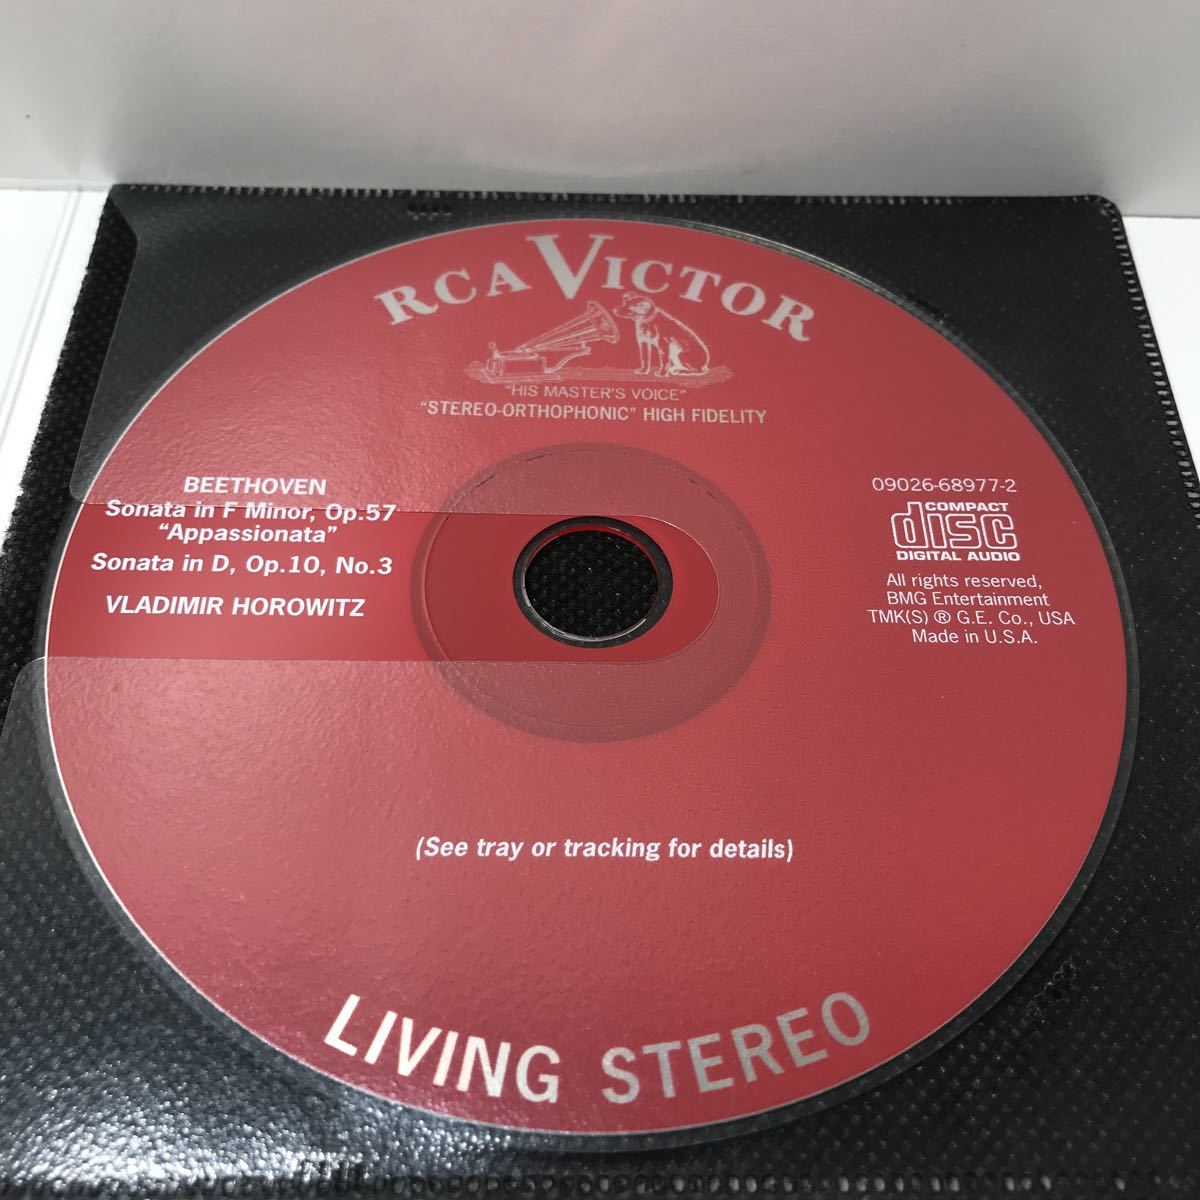 RCA VICTOR
"HIS MASTER'S VOICE"
"STEREO-ORTHOPHONIC" HIGH FIDELITY
BEETHOVEN
Sonata in F Minor, Op.57
"Appassionata"
Sonata in D, Op.10, No.3
VLADIMIR HOROWITZ
09026-68977-2
COMPACT
disc
DIGITAL AUDIO
All rights reserved,
BMG Entertainment
TMK(S) ® G.E. Co., USA
Made in U.S.A.
(See tray or tracking for details)
LIVING STEREO